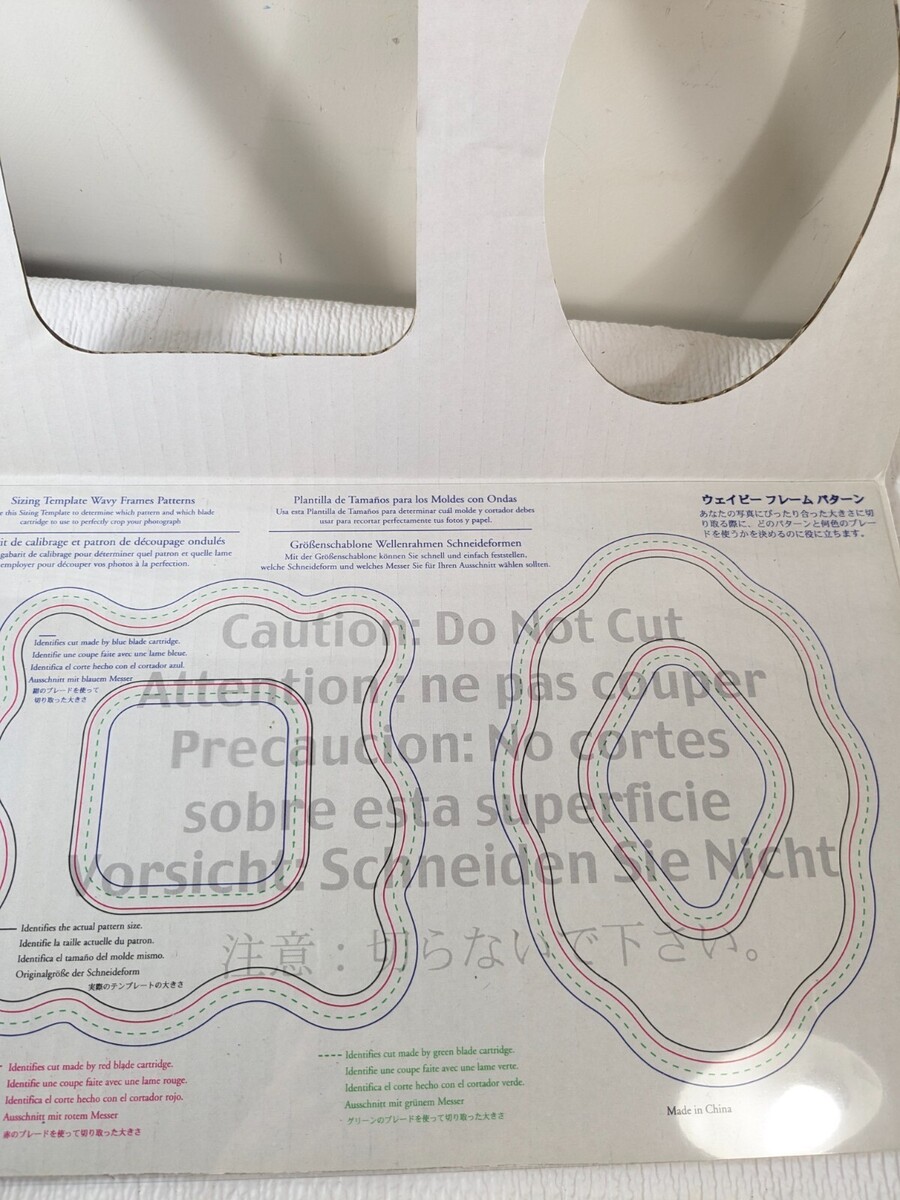 Sizing Template Wavy Frames Patterns
this Sizing Template to determine which pattern and which blade
cartridge to use to perfectly crop your photograph
de calibrage et patron de découpage ondulés
gabarit de calibrage pour déterminer quel patron et quelle lame
employer pour découper vos photos à la perfection.
Plantilla de Tamaños para los Moldes con Ondas
Usa esta Plantilla de Tamaños para determinar cuál molde y cortador debes
usar para recortar perfectamente tus fotos y papel.
Größenschablone Wellenrahmen Schneideformen
Mit der Größenschablone können Sie schnell und einfach feststellen,
welche Schneideform und welches Messer Sie für Ihren Ausschnitt wählen sollten.
ウェイビー フレーム パターン
あなたの写真にぴったり合った大きさに切
り取る際に、どのパターンと何色のブレー
ドを使うかを決めるのに役に立ちます。
Caution: Do Not Cut
Attention : ne pas couper
Precaucion: No cortes
sobre esta superficie
Vorsicht: Schneiden Sie Nicht
注意：切らないで下さい。
Identifies cut made by blue blade cartridge.
Identifie une coupe faite avec une lame bleue.
Identifica el corte hecho con el cortador azul.
Ausschnitt mit blauem Messer
のブレードを使って
切り取った大きさ
Identifies the actual pattern size.
Identifie la taille actuelle du patron.
Identifica el tamaño del molde mismo.
Originalgröße der Schneideform
実際のテンプレートの大きさ
Identifies cut made by red blade cartridge.
Identifie une coupe faite avec une lame rouge.
Identifica el corte hecho con el cortador rojo.
Ausschnitt mit rotem Messer
赤のブレードを使って切り取った大きさ
Identifies cut made by green blade cartridge.
Identifie une coupe faite avec une lame verte.
Identifica el corte hecho con el cortador verde.
Ausschnitt mit grünem Messer
グリーンのブレードを使って切り取った大きさ
Made in China